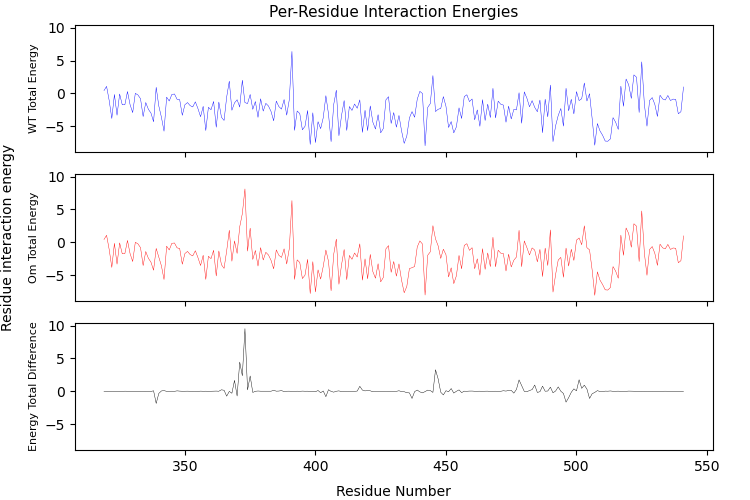 Per-Residue Interaction Energies
10
5
0
−5
WT Total Energy
10
5
0
−5
Om Total Energy
Residue interaction energy
10
5
0
−5
Energy Total Difference
350 400 450 500 550
Residue Number